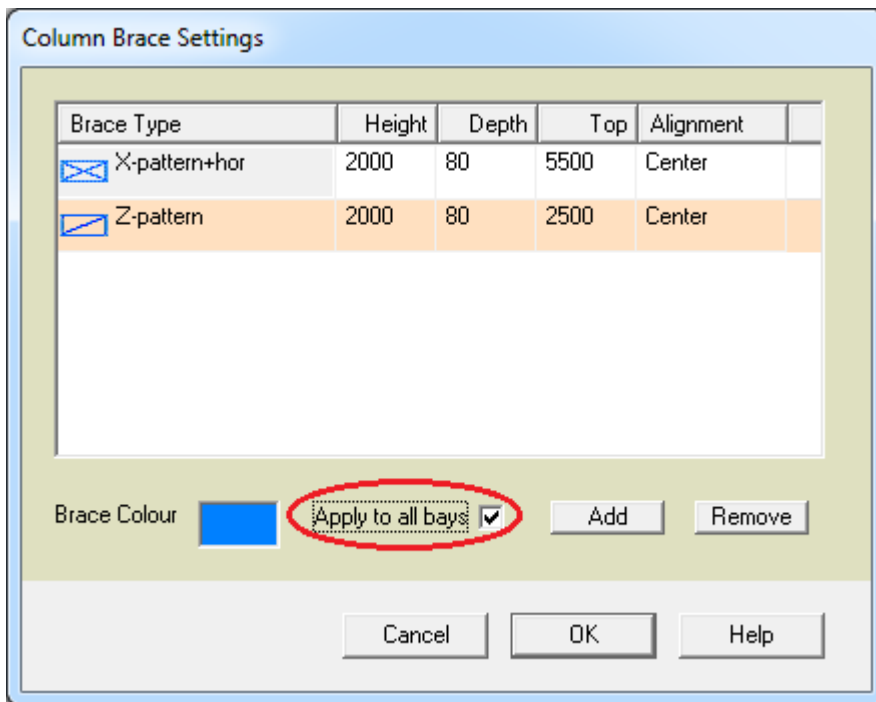 Column Brace Settings
Brace Type Height Depth Top Alignment
X-pattern+hor 2000 80 5500 Center
Z-pattern 2000 80 2500 Center
Brace Colour Apply to all bays Add Remove
Cancel OK Help